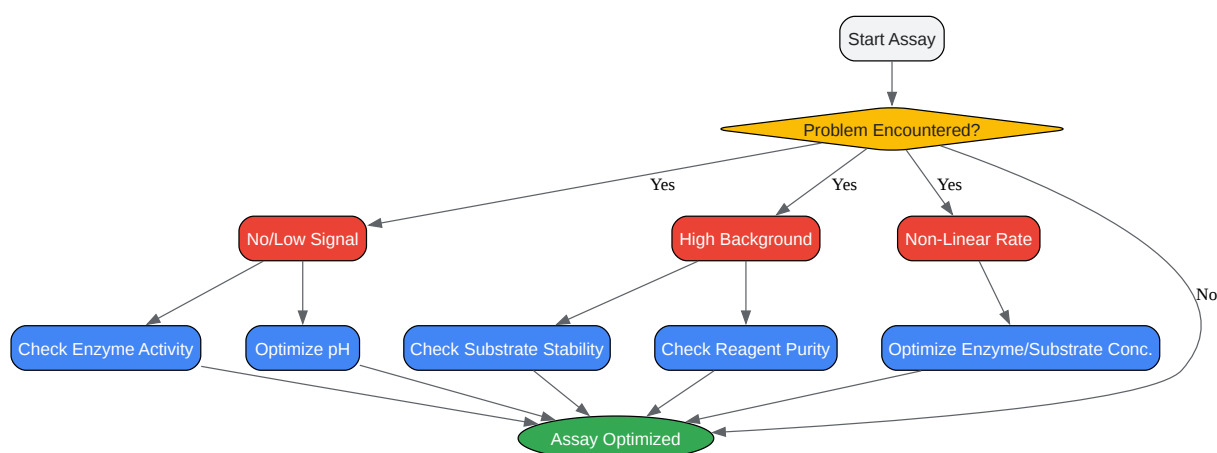 Start Assay
Problem Encountered?
Yes
Yes
Yes
No/Low Signal
High Background
Non-Linear Rate
No
Check Enzyme Activity
Optimize pH
Check Substrate Stability
Check Reagent Purity
Optimize Enzyme/Substrate Conc.
Assay Optimized